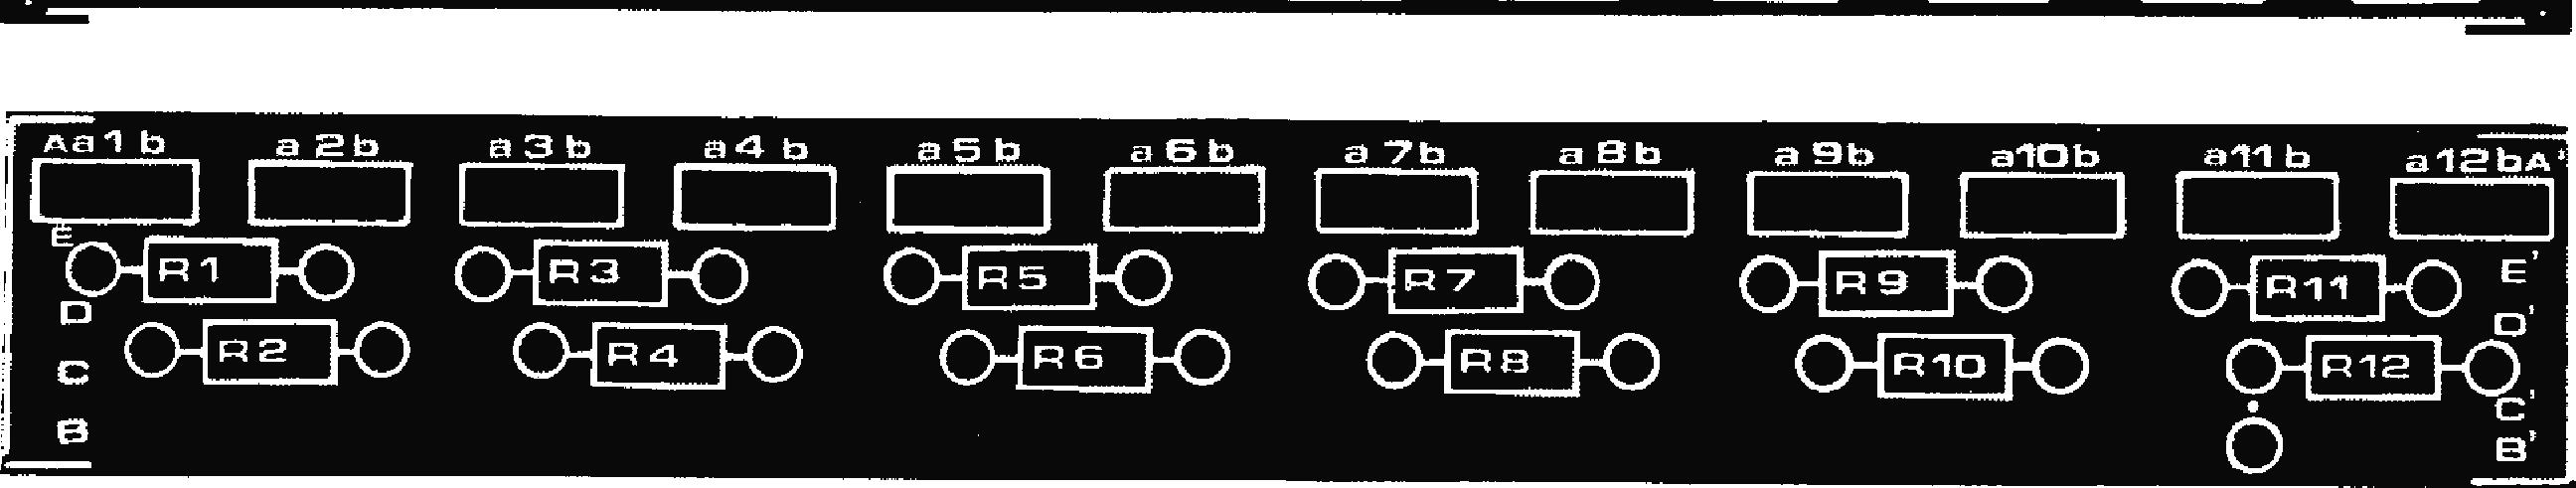 Aa1b a2b a3b a4b a5b a6b a7b a8b a9b a10b a11b a12bA'
E R1 R3 R5 R7 R9 R11 E'
D D'
R2 R4 R6 R8 R10 R12
C C'
B B'